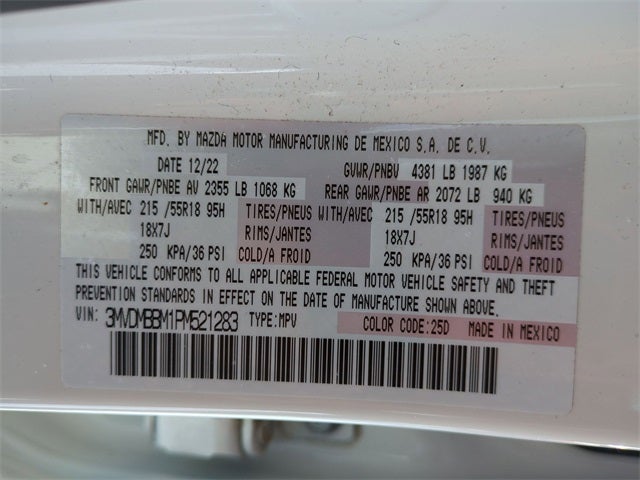 MFD. BY MAZDA MOTOR MANUFACTURING DE MEXICO S.A. DE C.V.
DATE 12/22 GVWR/PNBV 4381 LB 1987 KG
FRONT GAWR/PNBE AV 2355 LB 1068 KG REAR GAWR/PNBE AR 2072 LB 940 KG
WITH/AVEC 215 /55R18 95H TIRES/PNEUS WITH/AVEC 215 /55R18 95H TIRES/PNEUS
18X7J RIMS/JANTES 18X7J RIMS/JANTES
250 KPA/36 PSI COLD/A FROID 250 KPA/36 PSI COLD/A FROID
THIS VEHICLE CONFORMS TO ALL APPLICABLE FEDERAL MOTOR VEHICLE SAFETY AND THEFT
PREVENTION STANDARDS IN EFFECT ON THE DATE OF MANUFACTURE SHOWN ABOVE.
VIN: 3MVDMBBM1PM521283 TYPE:MPV COLOR CODE:25D MADE IN MEXICO